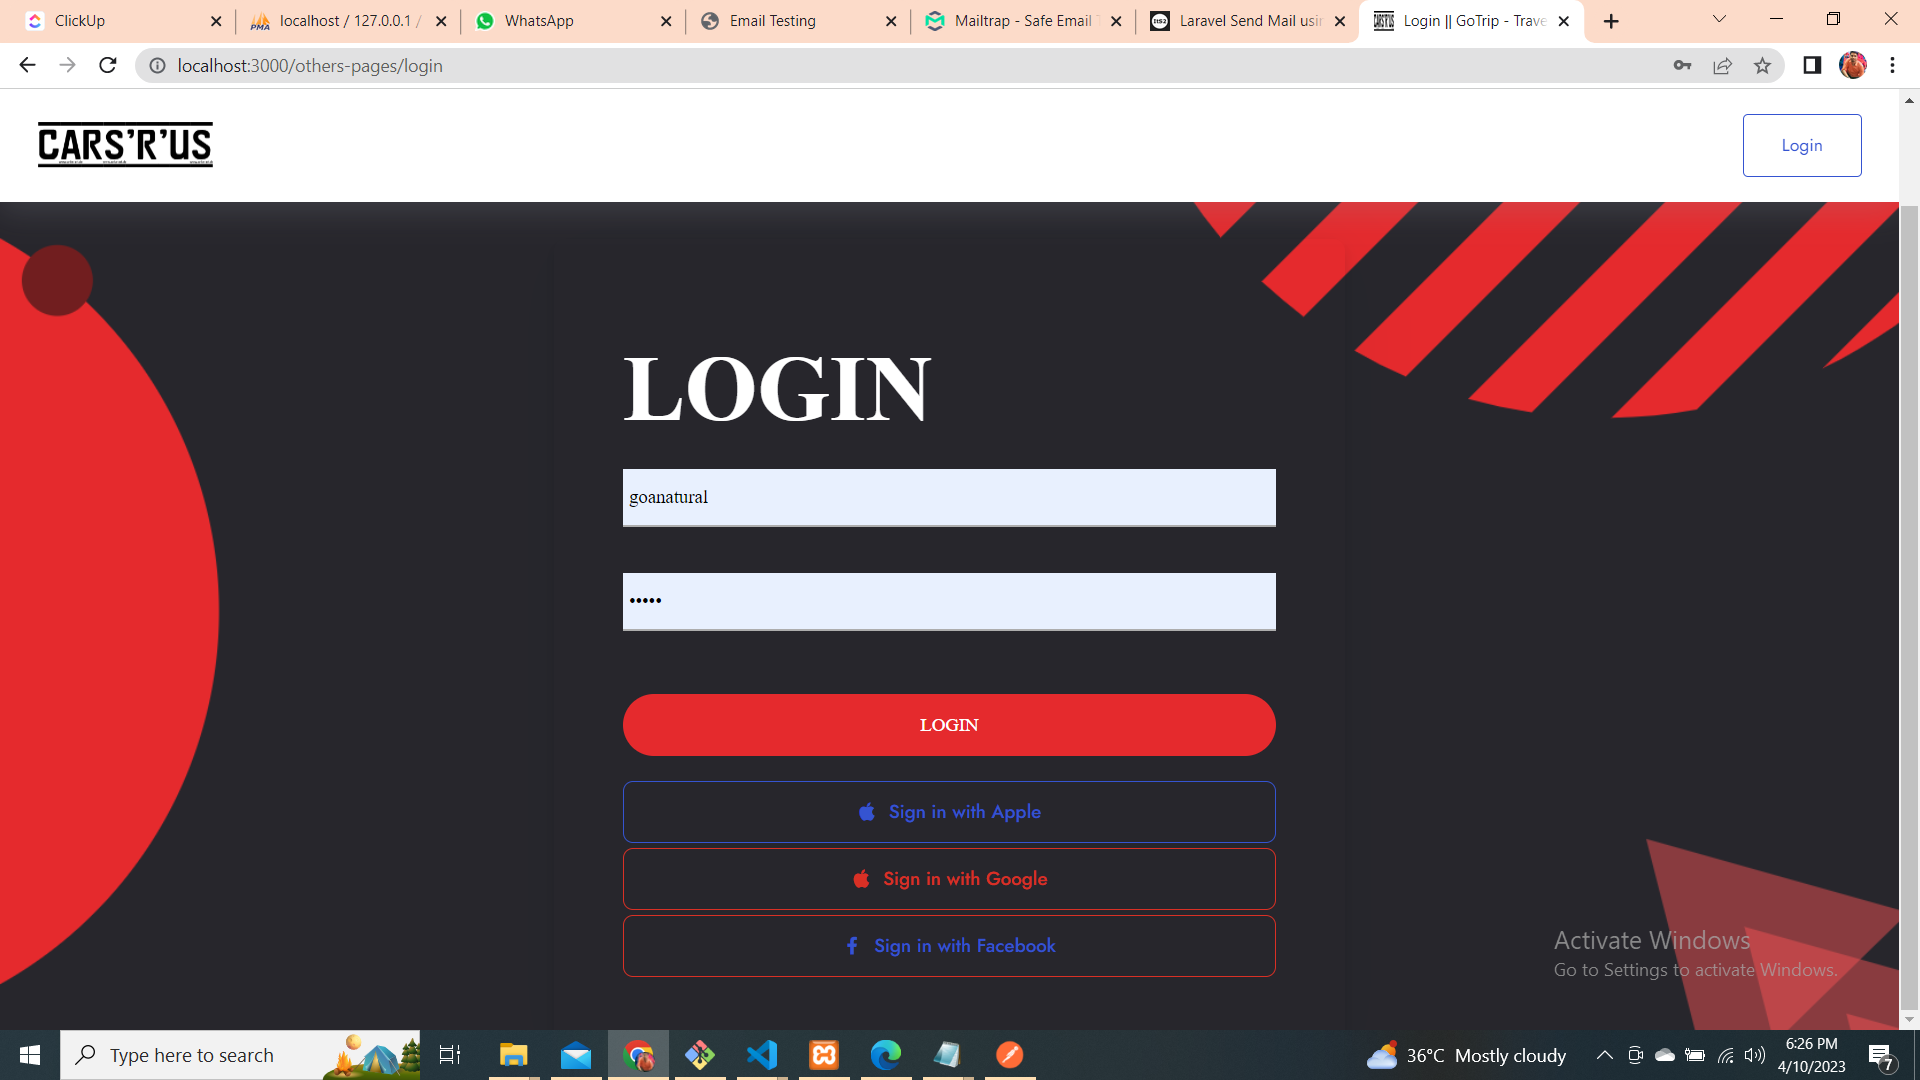 ClickUp
localhost / 127.0.0.1 /
WhatsApp
Email Testing
Mailtrap - Safe Email T
Laravel Send Mail usin
Login || GoTrip - Trave
localhost:3000/others-pages/login
CARS'R'US
Login
LOGIN
goanatural
•••••
LOGIN
Sign in with Apple
Sign in with Google
Sign in with Facebook
Activate Windows
Go to Settings to activate Windows.
Type here to search
36°C Mostly cloudy
6:26 PM
4/10/2023
7